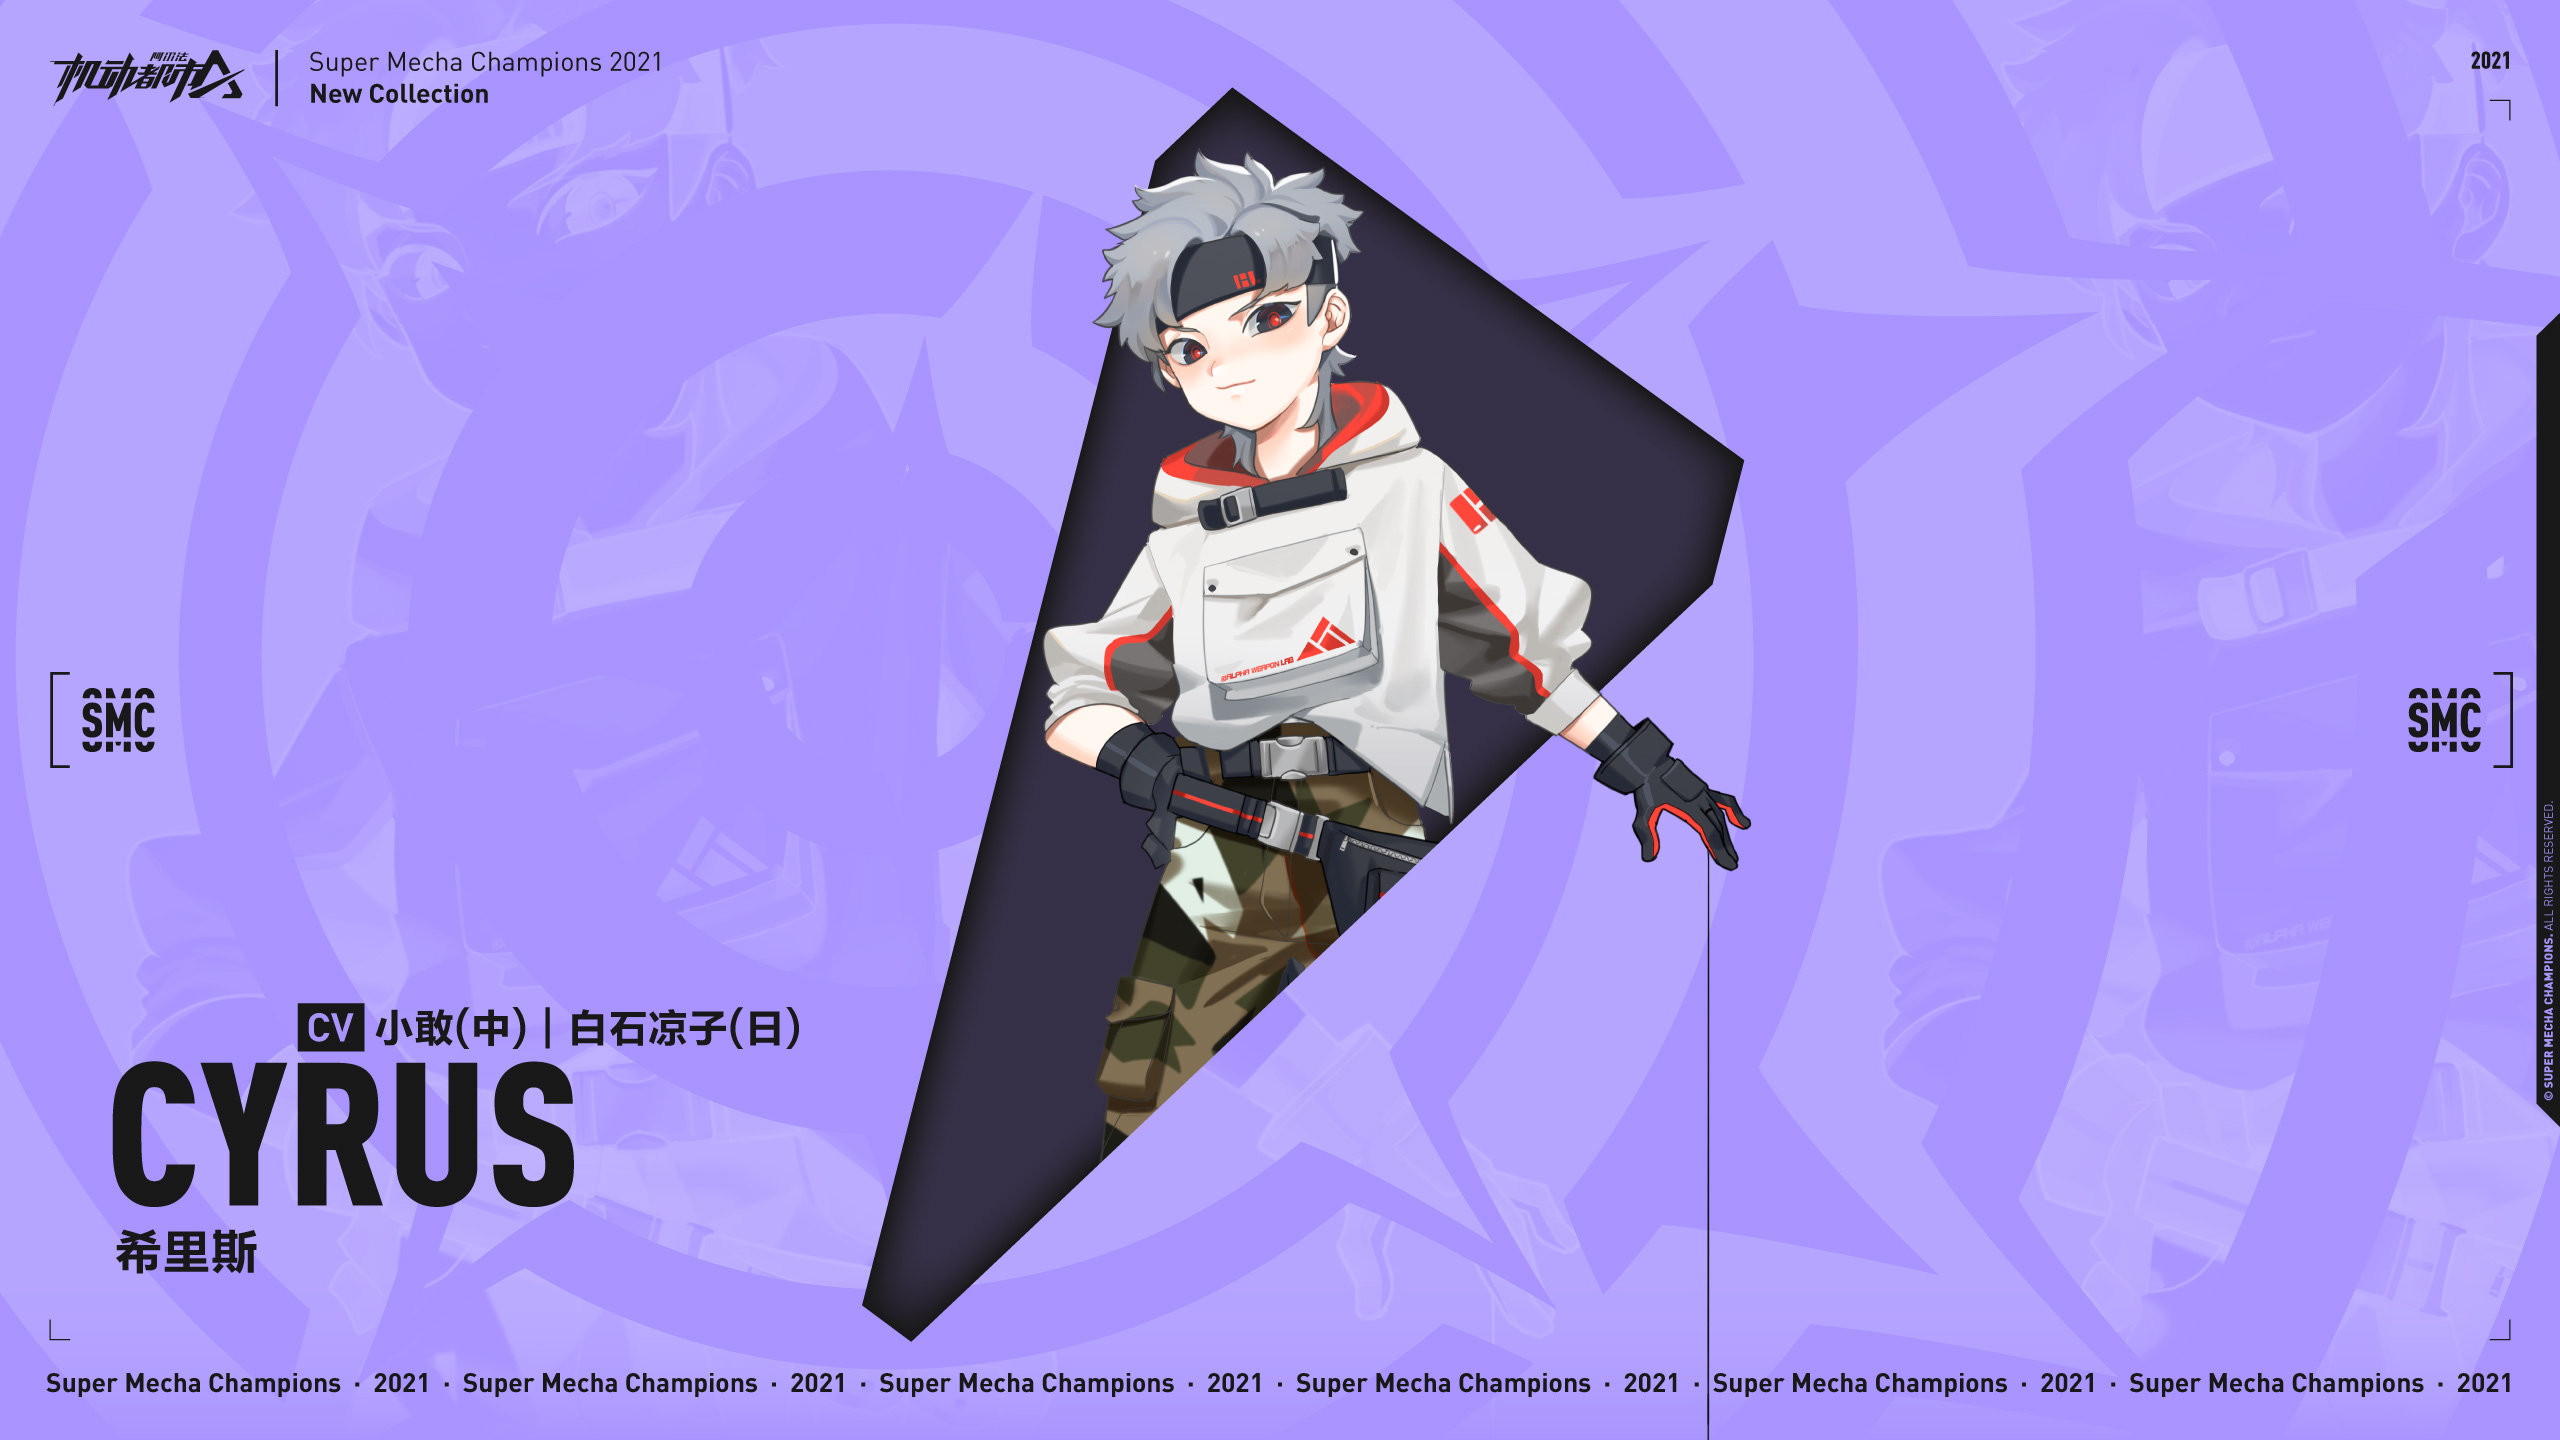 机动都市阿尔法
Super Mecha Champions 2021
New Collection
2021
SMC
SMC
@ALPHA WEAPON LAB
CV 小敢(中) | 白石凉子(日)
CYRUS
希里斯
© SUPER MECHA CHAMPIONS. ALL RIGHTS RESERVED.
Super Mecha Champions · 2021 · Super Mecha Champions · 2021 · Super Mecha Champions · 2021 · Super Mecha Champions · 2021 · Super Mecha Champions · 2021 · Super Mecha Champions · 2021